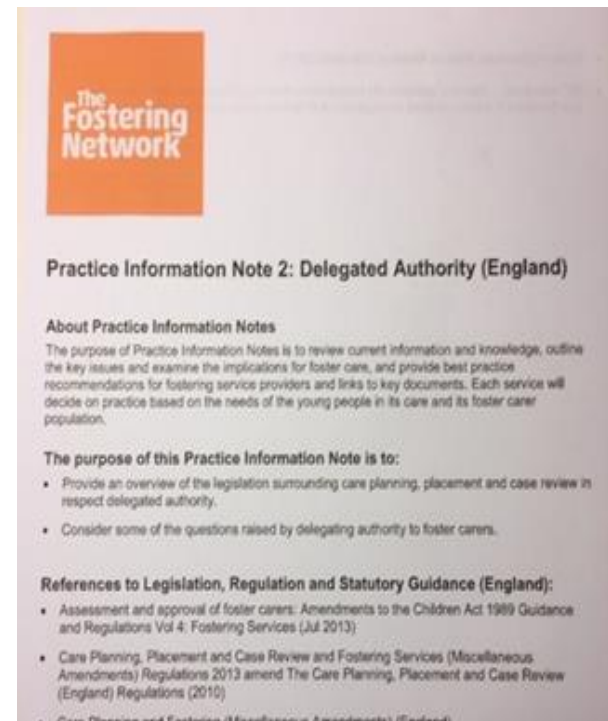 The
Fostering
Network
Practice Information Note 2: Delegated Authority (England)
About Practice Information Notes
The purpose of Practice Information Notes is to review current information and knowledge, outline
the key issues and examine the implications for foster care, and provide best practice
recommendations for fostering service providers and links to key documents. Each service will
decide on practice based on the needs of the young people in its care and its foster carer
population.
The purpose of this Practice Information Note is to:
• Provide an overview of the legislation surrounding care planning, placement and case review in
respect delegated authority.
• Consider some of the questions raised by delegating authority to foster carers.
References to Legislation, Regulation and Statutory Guidance (England):
• Assessment and approval of foster carers: Amendments to the Children Act 1989 Guidance
and Regulations Vol 4: Fostering Services (Jul 2013)
• Care Planning, Placement and Case Review and Fostering Services (Miscellaneous
Amendments) Regulations 2013 amend The Care Planning, Placement and Case Review
(England) Regulations (2010)
• Care Planning and Fostering (Miscellaneous Amendments) (England)